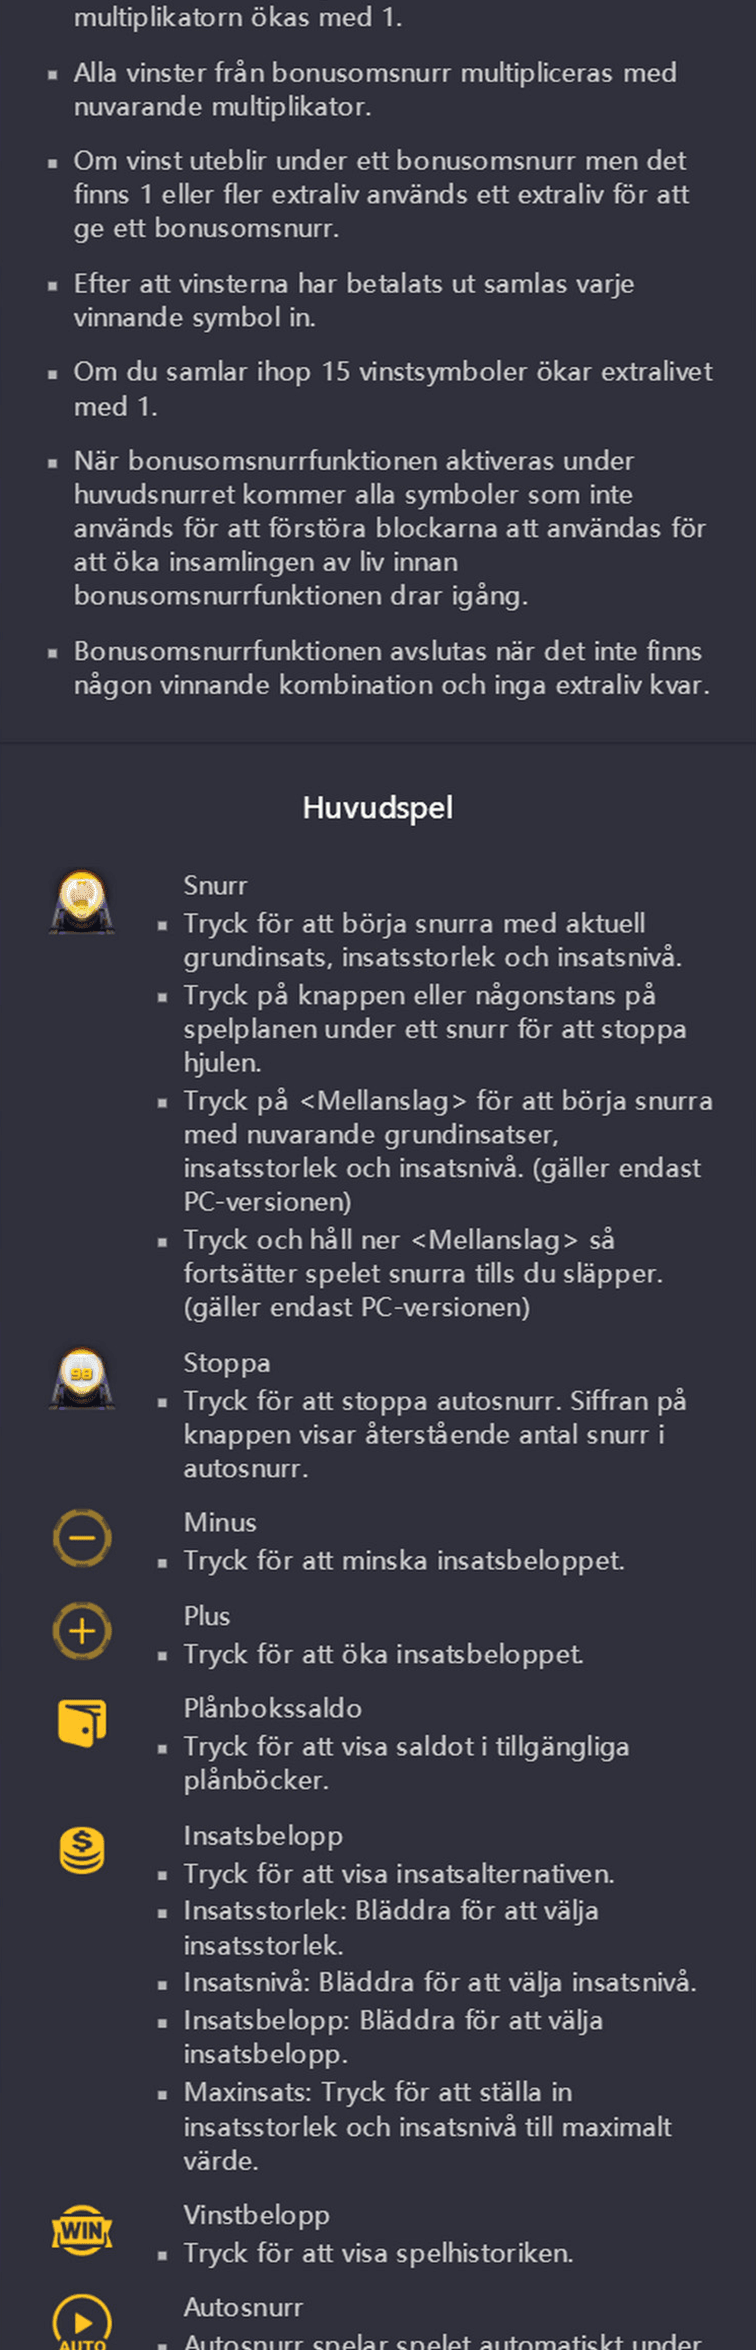 multiplikatorn ökas med 1.
Alla vinster från bonusomsnurr multipliceras med
nuvarande multiplikator.
Om vinst uteblir under ett bonusomsnurr men det
finns 1 eller fler extraliv används ett extraliv för att
ge ett bonusomsnurr.
Efter att vinsterna har betalats ut samlas varje
vinnande symbol in.
Om du samlar ihop 15 vinstsymboler ökar extralivet
med 1.
När bonusomsnurrfunktionen aktiveras under
huvudsnurret kommer alla symboler som inte
används för att förstöra blockarna att användas för
att öka insamlingen av liv innan
bonusomsnurrfunktionen drar igång.
Bonusomsnurrfunktionen avslutas när det inte finns
någon vinnande kombination och inga extraliv kvar.
Huvudspel
Snurr
Tryck för att börja snurra med aktuell
grundinsats, insatsstorlek och insatsnivå.
Tryck på knappen eller någonstans på
spelplanen under ett snurr för att stoppa
hjulen.
Tryck på <Mellanslag> för att börja snurra
med nuvarande grundinsatser,
insatsstorlek och insatsnivå. (gäller endast
PC-versionen)
Tryck och håll ner <Mellanslag> så
fortsätter spelet snurra tills du släpper.
(gäller endast PC-versionen)
98
Stoppa
Tryck för att stoppa autosnurr. Siffran på
knappen visar återstående antal snurr i
autosnurr.
Minus
Tryck för att minska insatsbeloppet.
Plus
Tryck för att öka insatsbeloppet.
Plånbokssaldo
Tryck för att visa saldot i tillgängliga
plånböcker.
Insatsbelopp
Tryck för att visa insatsalternativen.
Insatsstorlek: Bläddra för att välja
insatsstorlek.
Insatsnivå: Bläddra för att välja insatsnivå.
Insatsbelopp: Bläddra för att välja
insatsbelopp.
Maxinsats: Tryck för att ställa in
insatsstorlek och insatsnivå till maximalt
värde.
WIN
Vinstbelopp
Tryck för att visa spelhistoriken.
Autosnurr
AUTO
Autosnurr spelar spelet automatiskt under